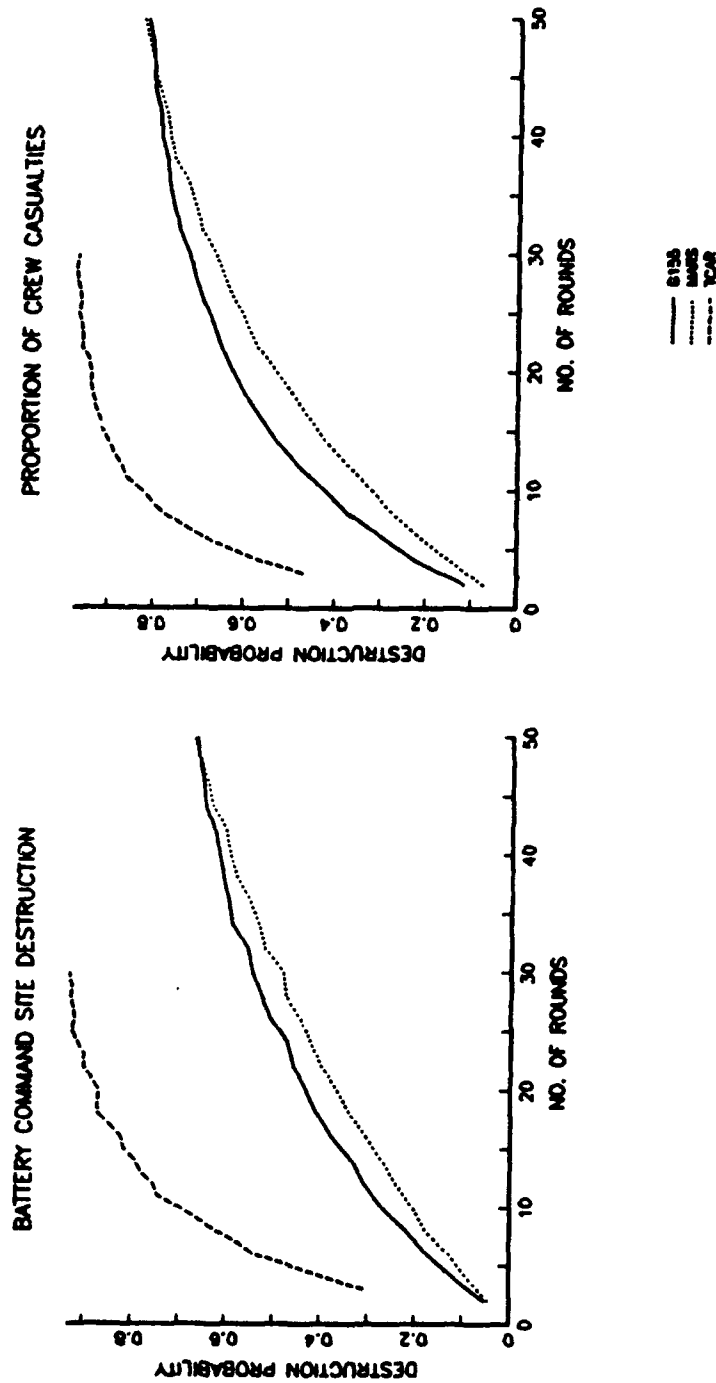 BATTERY COMMAND SITE DESTRUCTION
DESTRUCTION PROBABILITY
0.8
0.6
0.4
0.2
0
0 10 20 30 40 50
NO. OF ROUNDS
PROPORTION OF CREW CASUALTIES
DESTRUCTION PROBABILITY
0.8
0.6
0.4
0.2
0
0 10 20 30 40 50
NO. OF ROUNDS
B155
MARS
TCAR